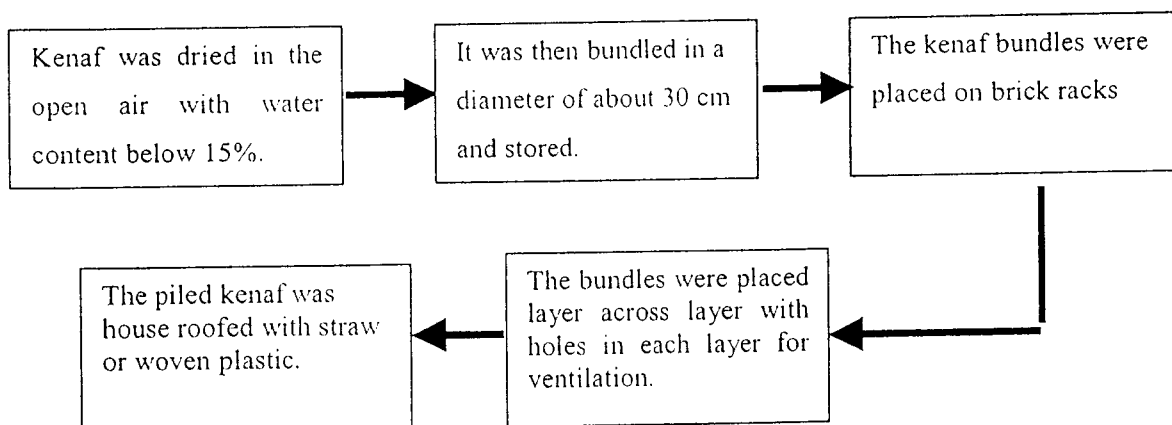 Kenaf was dried in the
open air with water
content below 15%.
It was then bundled in a
diameter of about 30 cm
and stored.
The kenaf bundles were
placed on brick racks
The bundles were placed
layer across layer with
holes in each layer for
ventilation.
The piled kenaf was
house roofed with straw
or woven plastic.